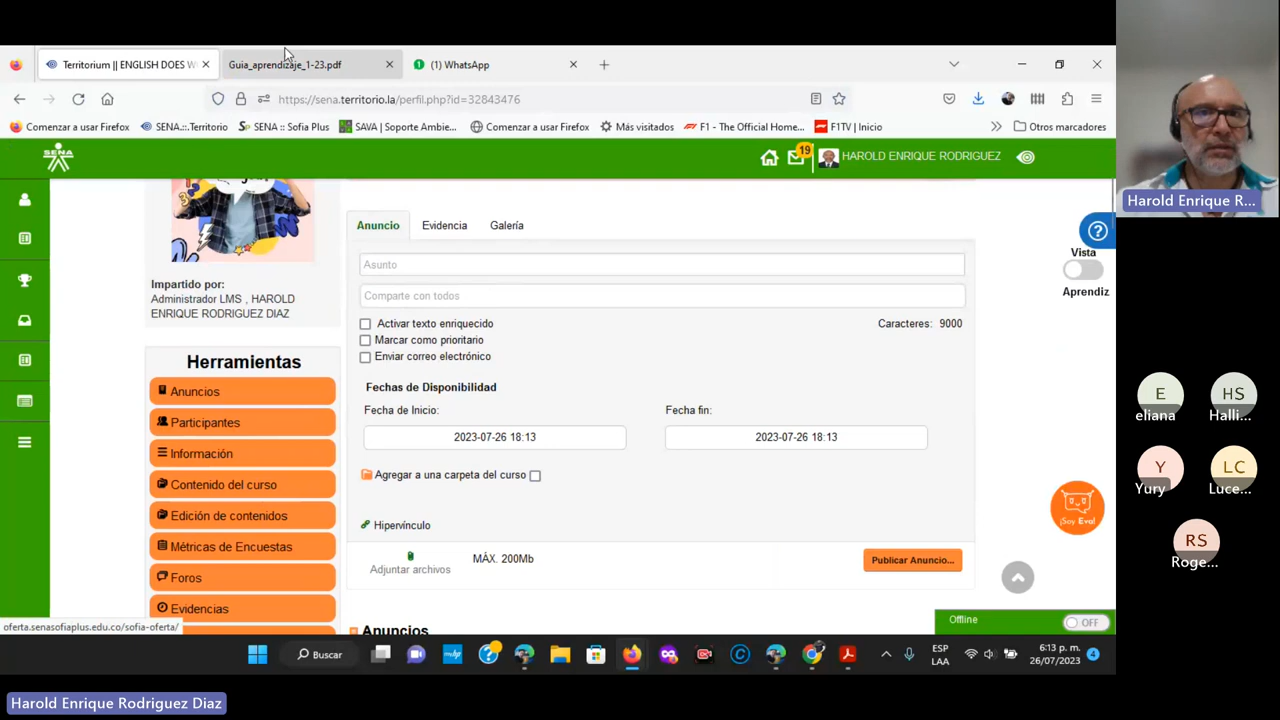 Territorium || ENGLISH DOES W
Guia_aprendizaje_1-23.pdf
(1) WhatsApp
https://sena.territorio.la/perfil.php?id=32843476
Comenzar a usar Firefox
SENA.::.Territorio
SENA :: Sofia Plus
SAVA | Soporte Ambie...
Comenzar a usar Firefox
Más visitados
F1 - The Official Home...
F1TV | Inicio
Otros marcadores
SENA
19
HAROLD ENRIQUE RODRIGUEZ
Harold Enrique R...
Impartido por:
Administrador LMS , HAROLD
ENRIQUE RODRIGUEZ DIAZ
Herramientas
Anuncios
Participantes
Información
Contenido del curso
Edición de contenidos
Métricas de Encuestas
Foros
Evidencias
oferta.senasofiaplus.edu.co/sofia-oferta/
Anuncio
Evidencia
Galería
Asunto
Comparte con todos
Activar texto enriquecido
Caracteres: 9000
Marcar como prioritario
Enviar correo electrónico
Fechas de Disponibilidad
Fecha de Inicio:
Fecha fin:
2023-07-26 18:13
2023-07-26 18:13
Agregar a una carpeta del curso
Hipervínculo
Adjuntar archivos
MÁX. 200Mb
Publicar Anuncio...
Anuncios
Vista
Aprendiz
¡Soy Eva!
Offline
OFF
E
eliana
HS
Halli...
Y
Yury
LC
Luce...
RS
Roge...
Buscar
ESP
LAA
6:13 p. m.
26/07/2023
4
Harold Enrique Rodriguez Diaz